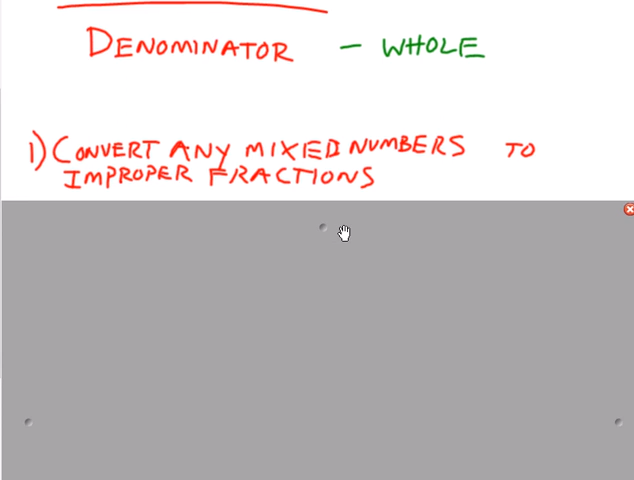 DENOMINATOR - WHOLE
1) CONVERT ANY MIXED NUMBERS TO
IMPROPER FRACTIONS